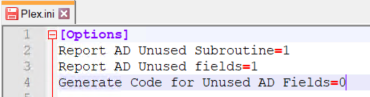 Plex.ini
1 [Options]
2 Report AD Unused Subroutine=1
3 Report AD Unused fields=1
4 Generate Code for Unused AD Fields=0